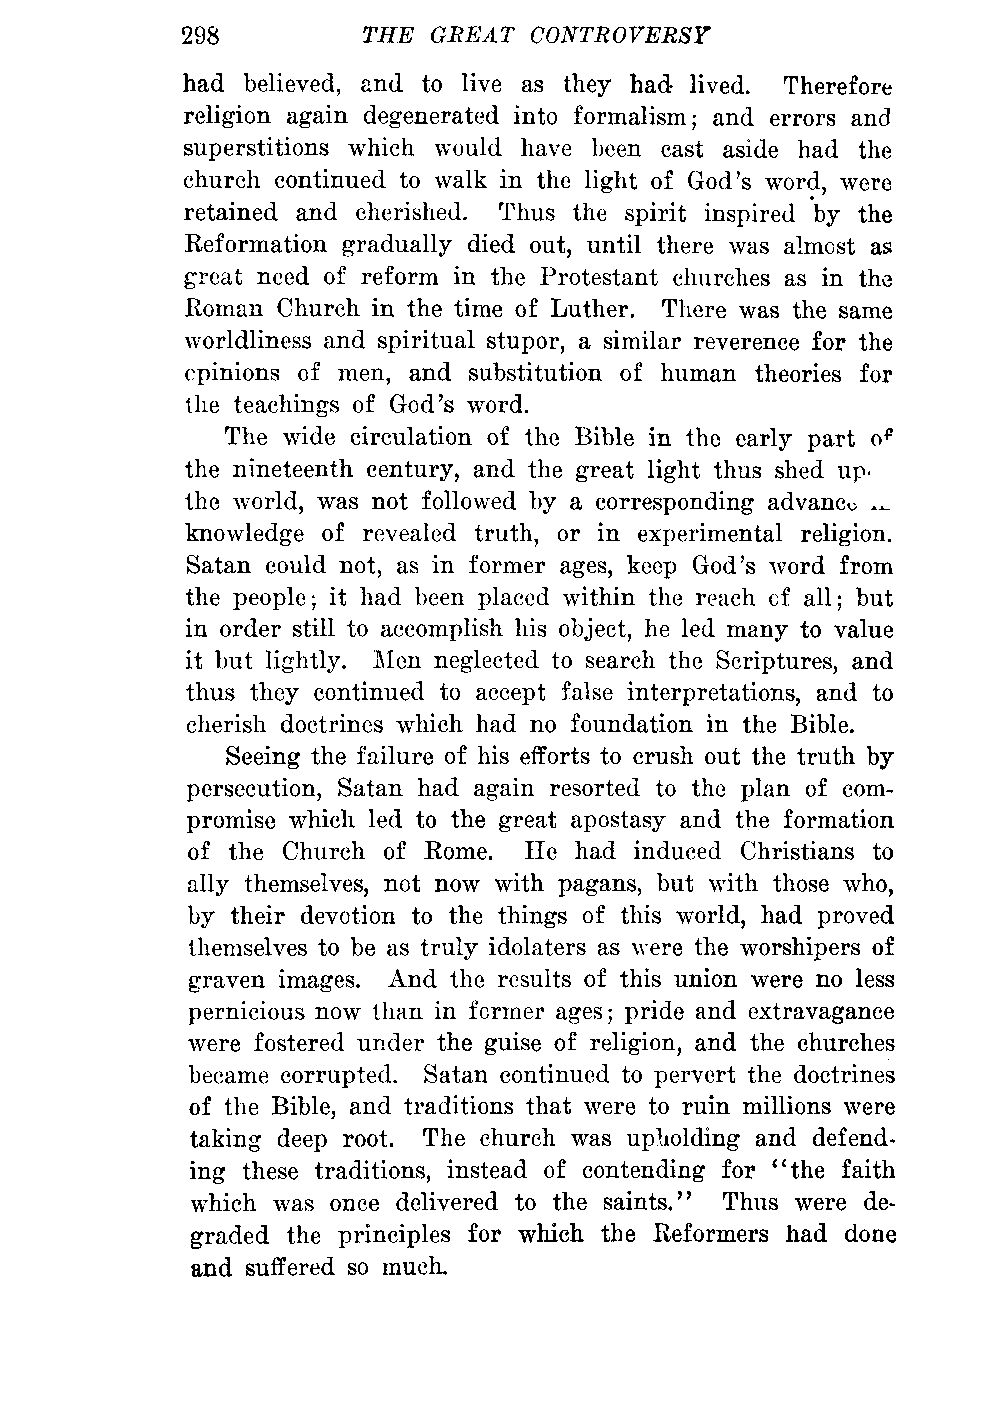 298 THE GREAT CONTROVERSY
had believed, and to live as they had lived. Therefore
religion again degenerated into formalism; and errors and
superstitions which would have been cast aside had the
church continued to walk in the light of God's word, were
retained and cherished. Thus the spirit inspired by the
Reformation gradually died out, until there was almost as
great need of reform in the Protestant churches as in the
Roman Church in the time of Luther. There was the same
worldliness and spiritual stupor, a similar reverence for the
opinions of men, and substitution of human theories for
the teachings of God's word.
The wide circulation of the Bible in the early part of
the nineteenth century, and the great light thus shed up
the world, was not followed by a corresponding advance
knowledge of revealed truth, or in experimental religion.
Satan could not, as in former ages, keep God's word from
the people; it had been placed within the reach of all; but
in order still to accomplish his object, he led many to value
it but lightly. Men neglected to search the Scriptures, and
thus they continued to accept false interpretations, and to
cherish doctrines which had no foundation in the Bible.
Seeing the failure of his efforts to crush out the truth by
persecution, Satan had again resorted to the plan of com-
promise which led to the great apostasy and the formation
of the Church of Rome. He had induced Christians to
ally themselves, not now with pagans, but with those who,
by their devotion to the things of this world, had proved
themselves to be as truly idolaters as were the worshipers of
graven images. And the results of this union were no less
pernicious now than in former ages; pride and extravagance
were fostered under the guise of religion, and the churches
became corrupted. Satan continued to pervert the doctrines
of the Bible, and traditions that were to ruin millions were
taking deep root. The church was upholding and defend-
ing these traditions, instead of contending for "the faith
which was once delivered to the saints." Thus were de-
graded the principles for which the Reformers had done
and suffered so much.